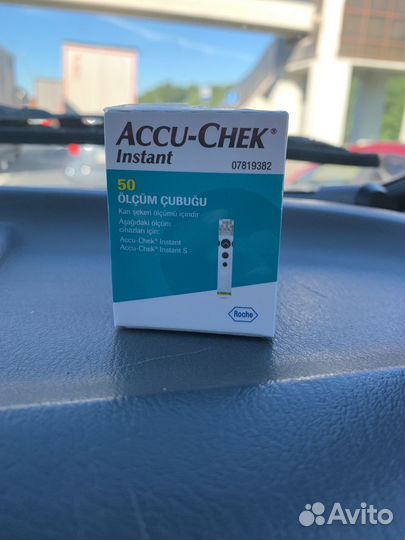 ACCU-CHEK®
Instant
07819382
50
ÖLÇÜM ÇUBUĞU
Kan şekeri ölçümü içindir
Aşağıdaki ölçüm
cihazları için:
Accu-Chek® Instant
Accu-Chek® Instant S
Roche
Avito